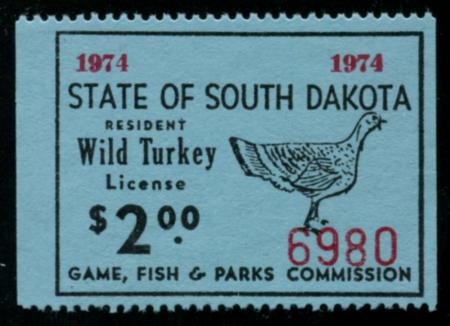 1974 1974
STATE OF SOUTH DAKOTA
RESIDENT
Wild Turkey
License
$2.00
6980
GAME, FISH & PARKS COMMISSION